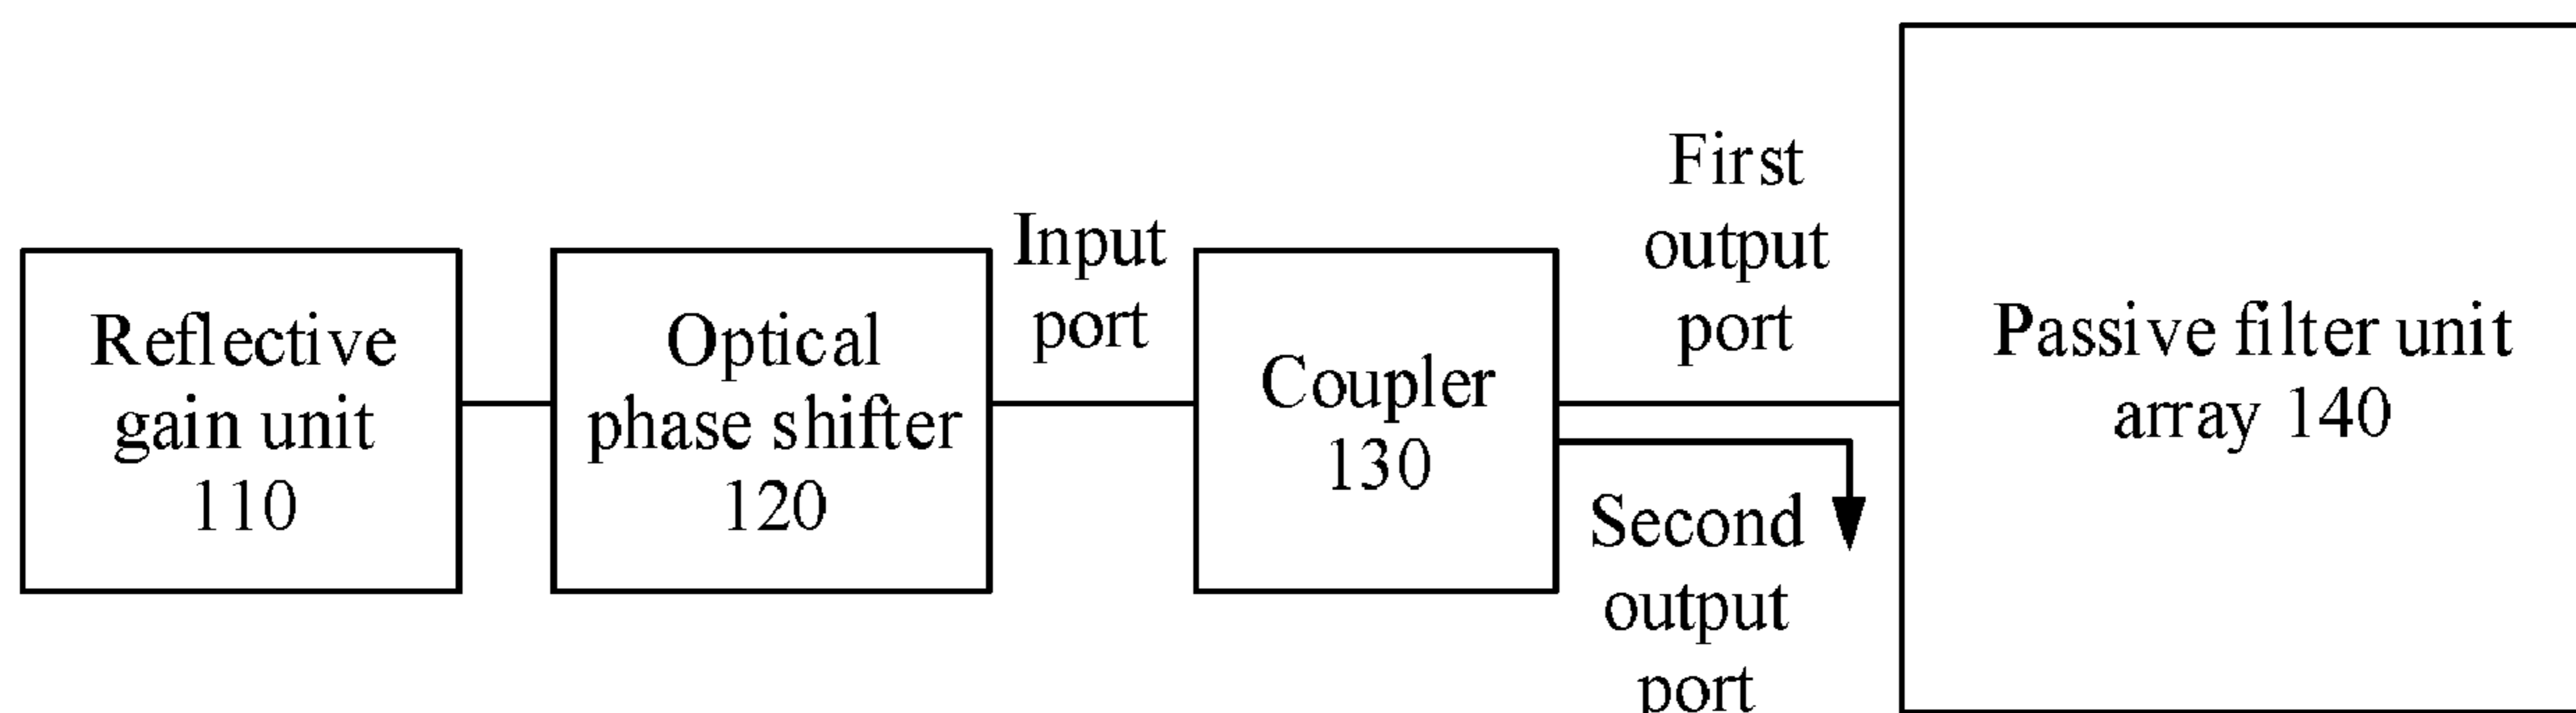 Reflective
gain unit
110
Optical
phase shifter
120
Input
port
Coupler
130
First
output
port
Second
output
port
Passive filter unit
array 140